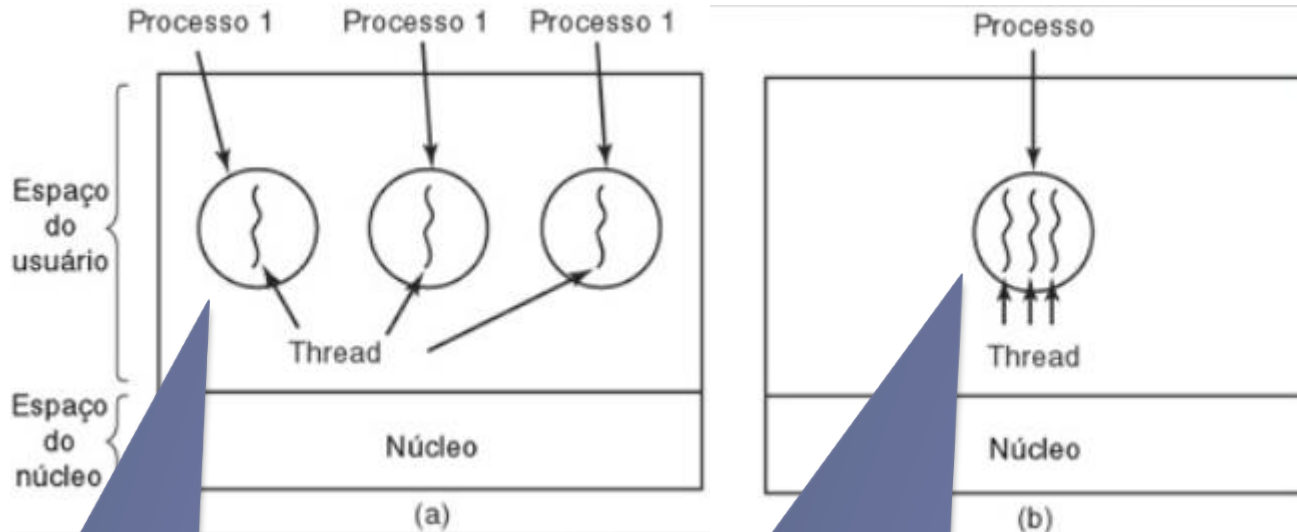 Processo 1 Processo 1 Processo 1
Espaço
do
usuário
Thread
Espaço
do
núcleo
Núcleo
(a)
Processo
Thread
Núcleo
(b)